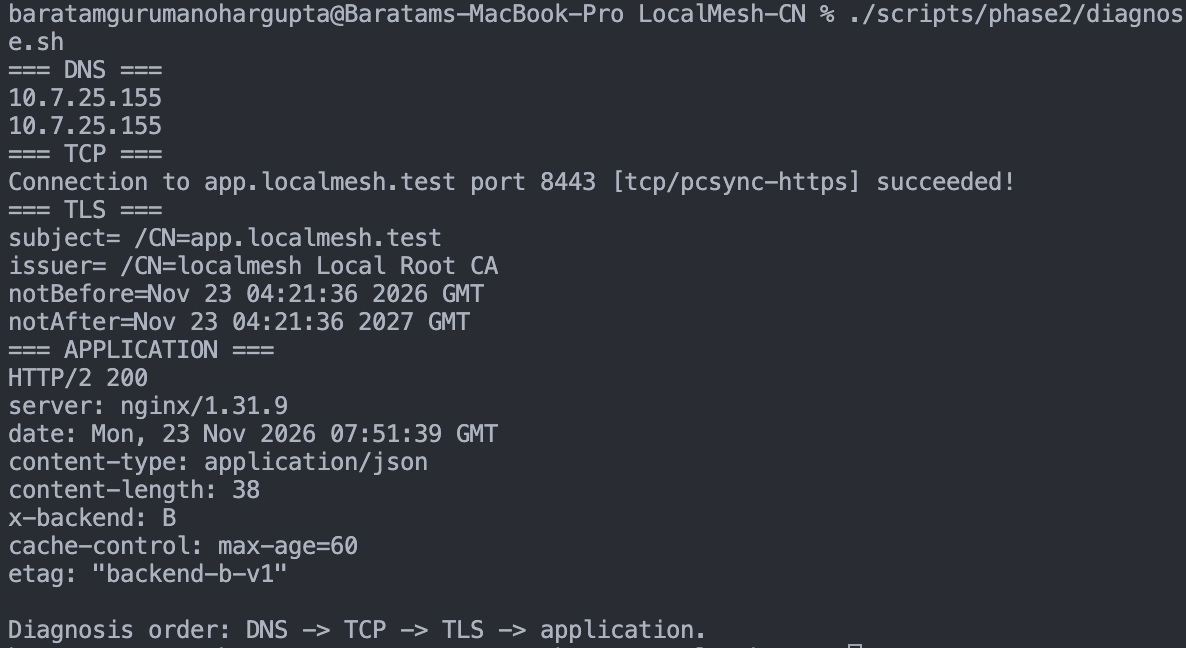 baratamgurumanohargupta@Baratams-MacBook-Pro LocalMesh-CN % ./scripts/phase2/diagnos
e.sh
=== DNS ===
10.7.25.155
10.7.25.155
=== TCP ===
Connection to app.localmesh.test port 8443 [tcp/pcsync-https] succeeded!
=== TLS ===
subject= /CN=app.localmesh.test
issuer= /CN=localmesh Local Root CA
notBefore=Nov 23 04:21:36 2026 GMT
notAfter=Nov 23 04:21:36 2027 GMT
=== APPLICATION ===
HTTP/2 200
server: nginx/1.31.9
date: Mon, 23 Nov 2026 07:51:39 GMT
content-type: application/json
content-length: 38
x-backend: B
cache-control: max-age=60
etag: "backend-b-v1"
Diagnosis order: DNS -> TCP -> TLS -> application.